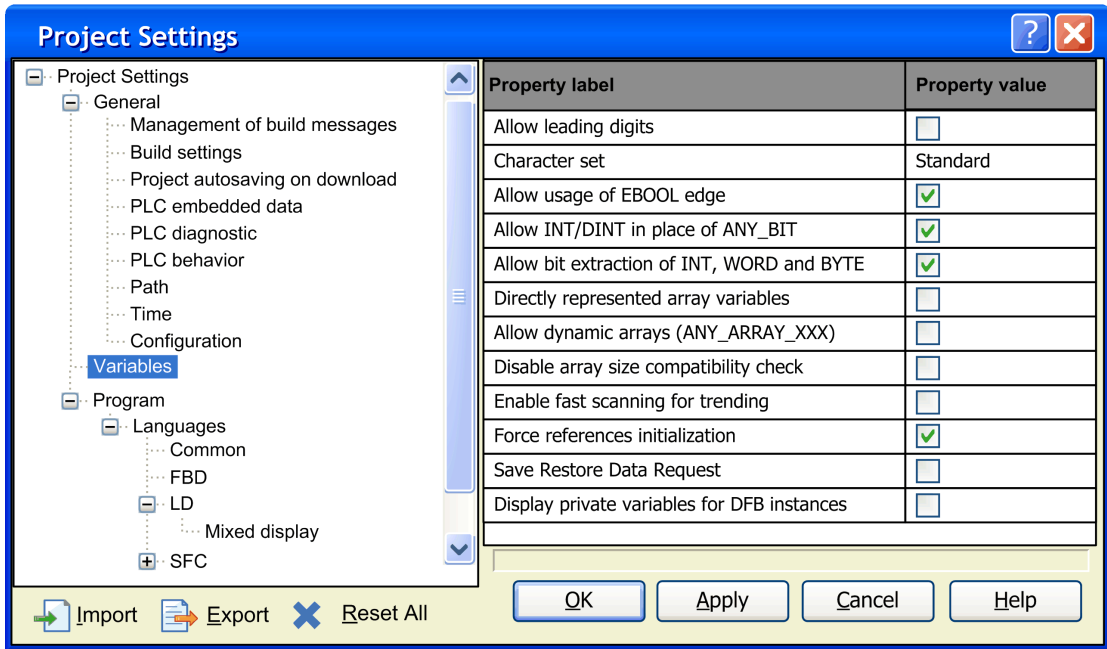 Project Settings
Project Settings
General
Management of build messages
Build settings
Project autosaving on download
PLC embedded data
PLC diagnostic
PLC behavior
Path
Time
Configuration
Variables
Program
Languages
Common
FBD
LD
Mixed display
SFC
Import Export Reset All
Property label Property value
Allow leading digits
Character set Standard
Allow usage of EBOOL edge
Allow INT/DINT in place of ANY_BIT
Allow bit extraction of INT, WORD and BYTE
Directly represented array variables
Allow dynamic arrays (ANY_ARRAY_XXX)
Disable array size compatibility check
Enable fast scanning for trending
Force references initialization
Save Restore Data Request
Display private variables for DFB instances
OK Apply Cancel Help